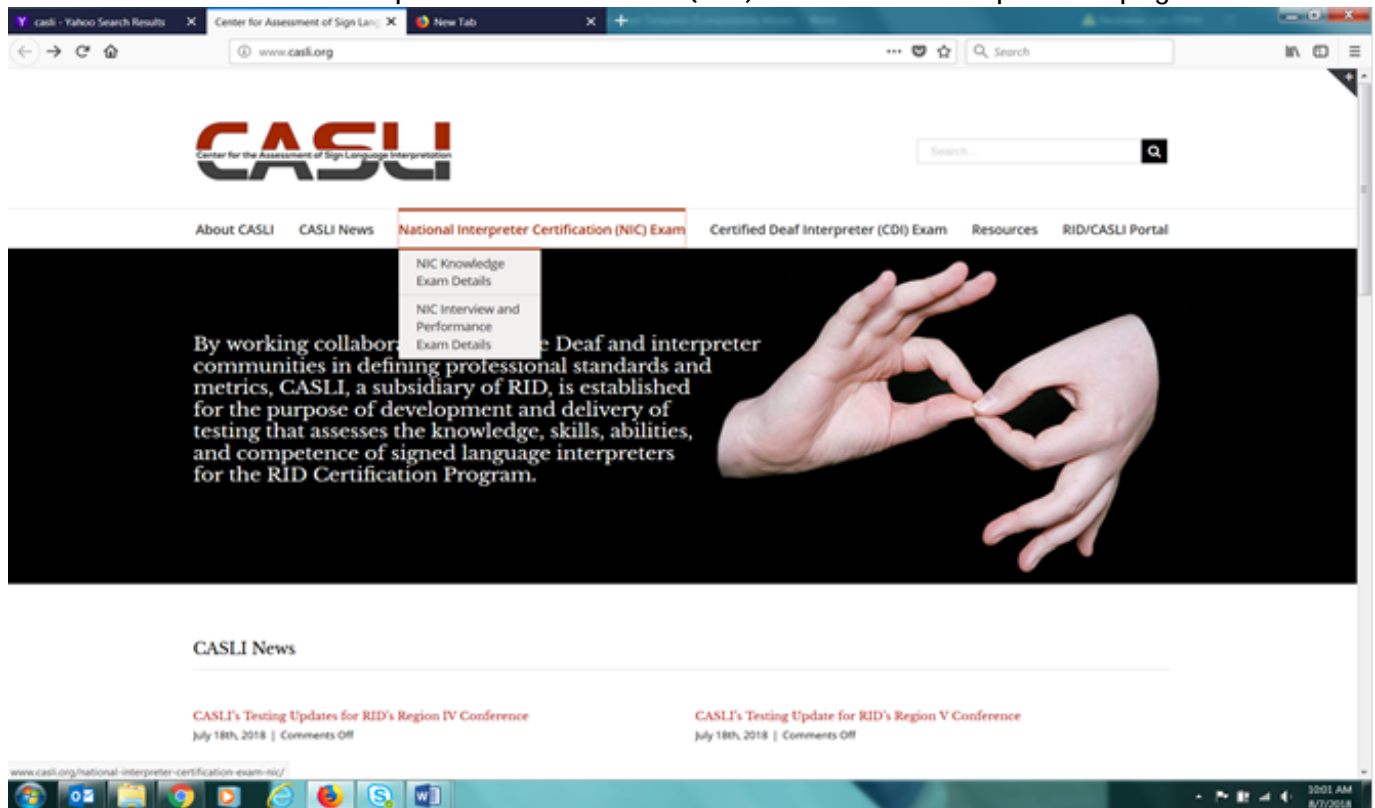 casli - Yahoo Search Results
Center for Assessment of Sign Lang
New Tab
www.casli.org
Search
CASLI
Center for the Assessment of Sign Language Interpretation
Search...
About CASLI CASLI News National Interpreter Certification (NIC) Exam Certified Deaf Interpreter (CDI) Exam Resources RID/CASLI Portal
NIC Knowledge
Exam Details
NIC Interview and
Performance
Exam Details
By working collabor Deaf and interpreter
communities in defining professional standards and
metrics, CASLI, a subsidiary of RID, is established
for the purpose of development and delivery of
testing that assesses the knowledge, skills, abilities,
and competence of signed language interpreters
for the RID Certification Program.
CASLI News
CASLI's Testing Updates for RID's Region IV Conference
July 18th, 2018 | Comments Off
CASLI's Testing Update for RID's Region V Conference
July 18th, 2018 | Comments Off
www.casli.org/national-interpreter-certification-exam-nic/
10:01 AM
8/7/2018